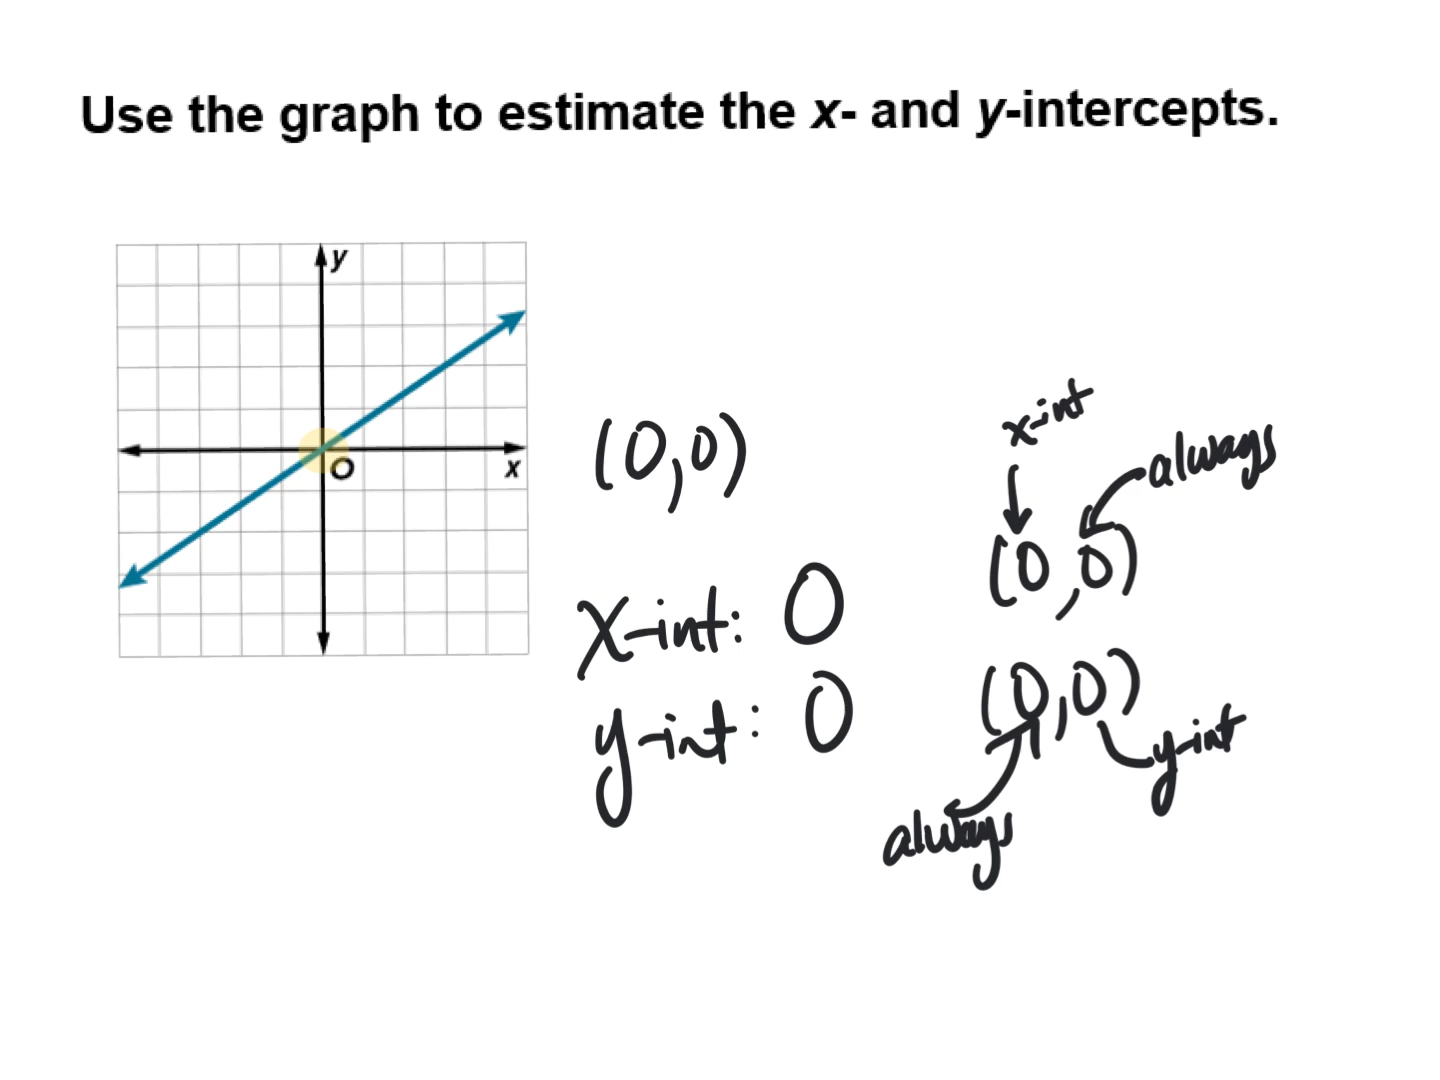 Use the graph to estimate the x- and y-intercepts.
y
O
x
(0,0)
x-int: 0
y-int: 0
x-int
always
(0,0)
(0,0)
y-int
always